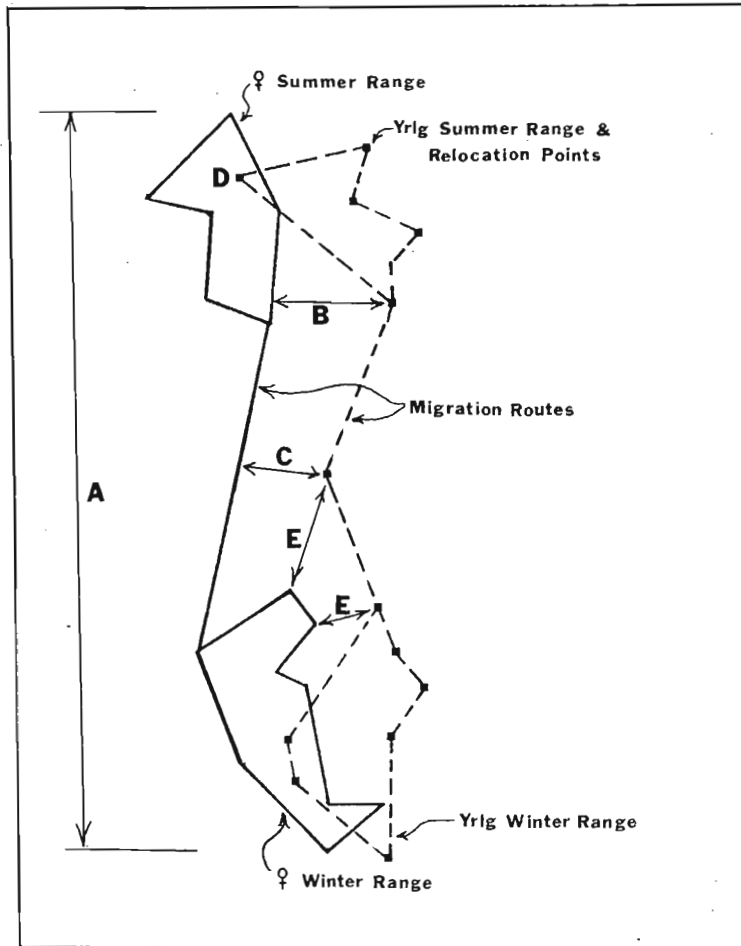 ♀ Summer Range
Yrlg Summer Range &
Relocation Points
D
B
Migration Routes
C
A
E
E
Yrlg Winter Range
♀ Winter Range